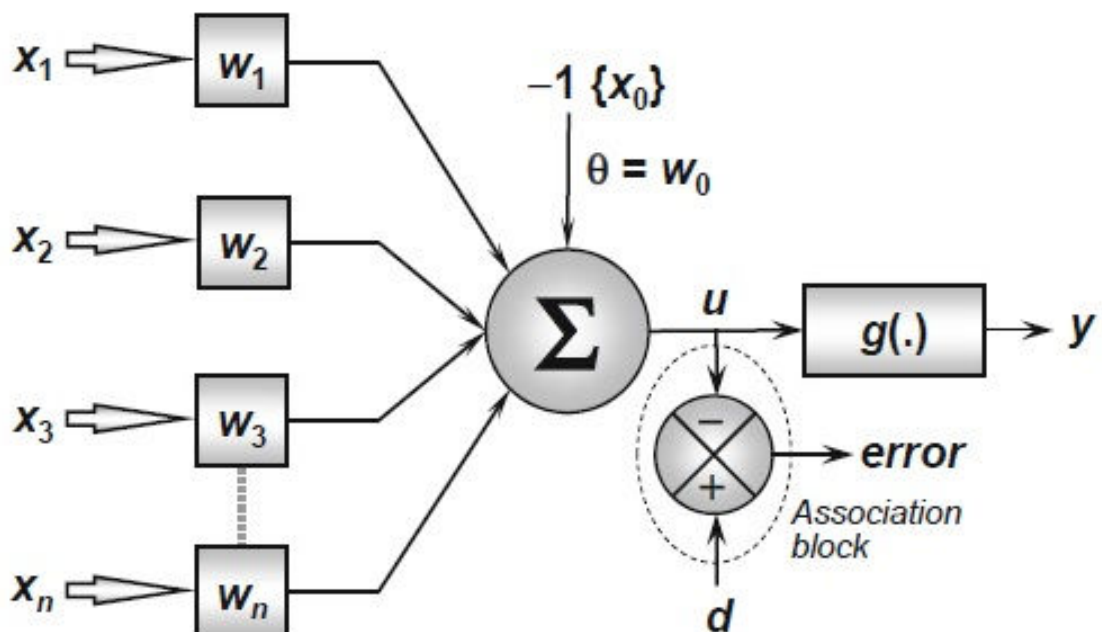 x₁
w₁
−1 {x₀}
θ = w₀
x₂
w₂
Σ
u
g(.)
y
x₃
w₃
−
+
error
Association
block
xₙ
wₙ
d